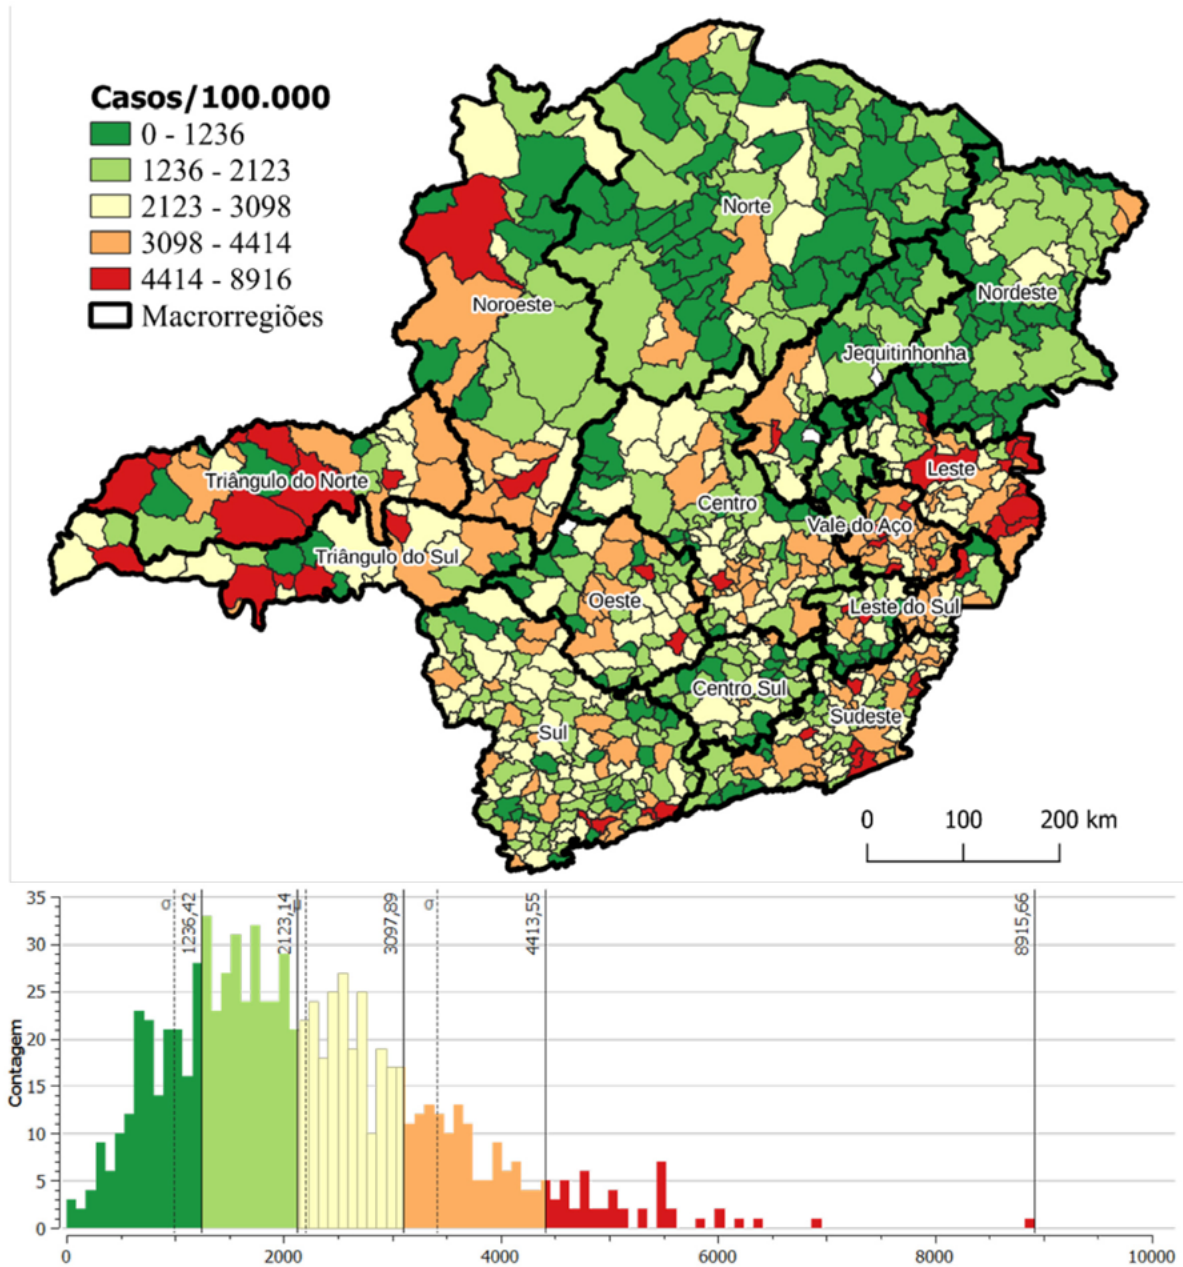 Casos/100.000
0 - 1236
1236 - 2123
2123 - 3098
3098 - 4414
4414 - 8916
Macrorregiões
Norte
Noroeste
Nordeste
Jequitinhonha
Triângulo do Norte
Leste
Centro
Vale do Aço
Triângulo do Sul
Oeste
Leste do Sul
Centro Sul
Sudeste
Sul
0 100 200 km
σ
1236,42
2123,14
μ
3097,89
σ
4413,55
8915,66
Contagem
35
30
25
20
15
10
5
0
0 2000 4000 6000 8000 10000